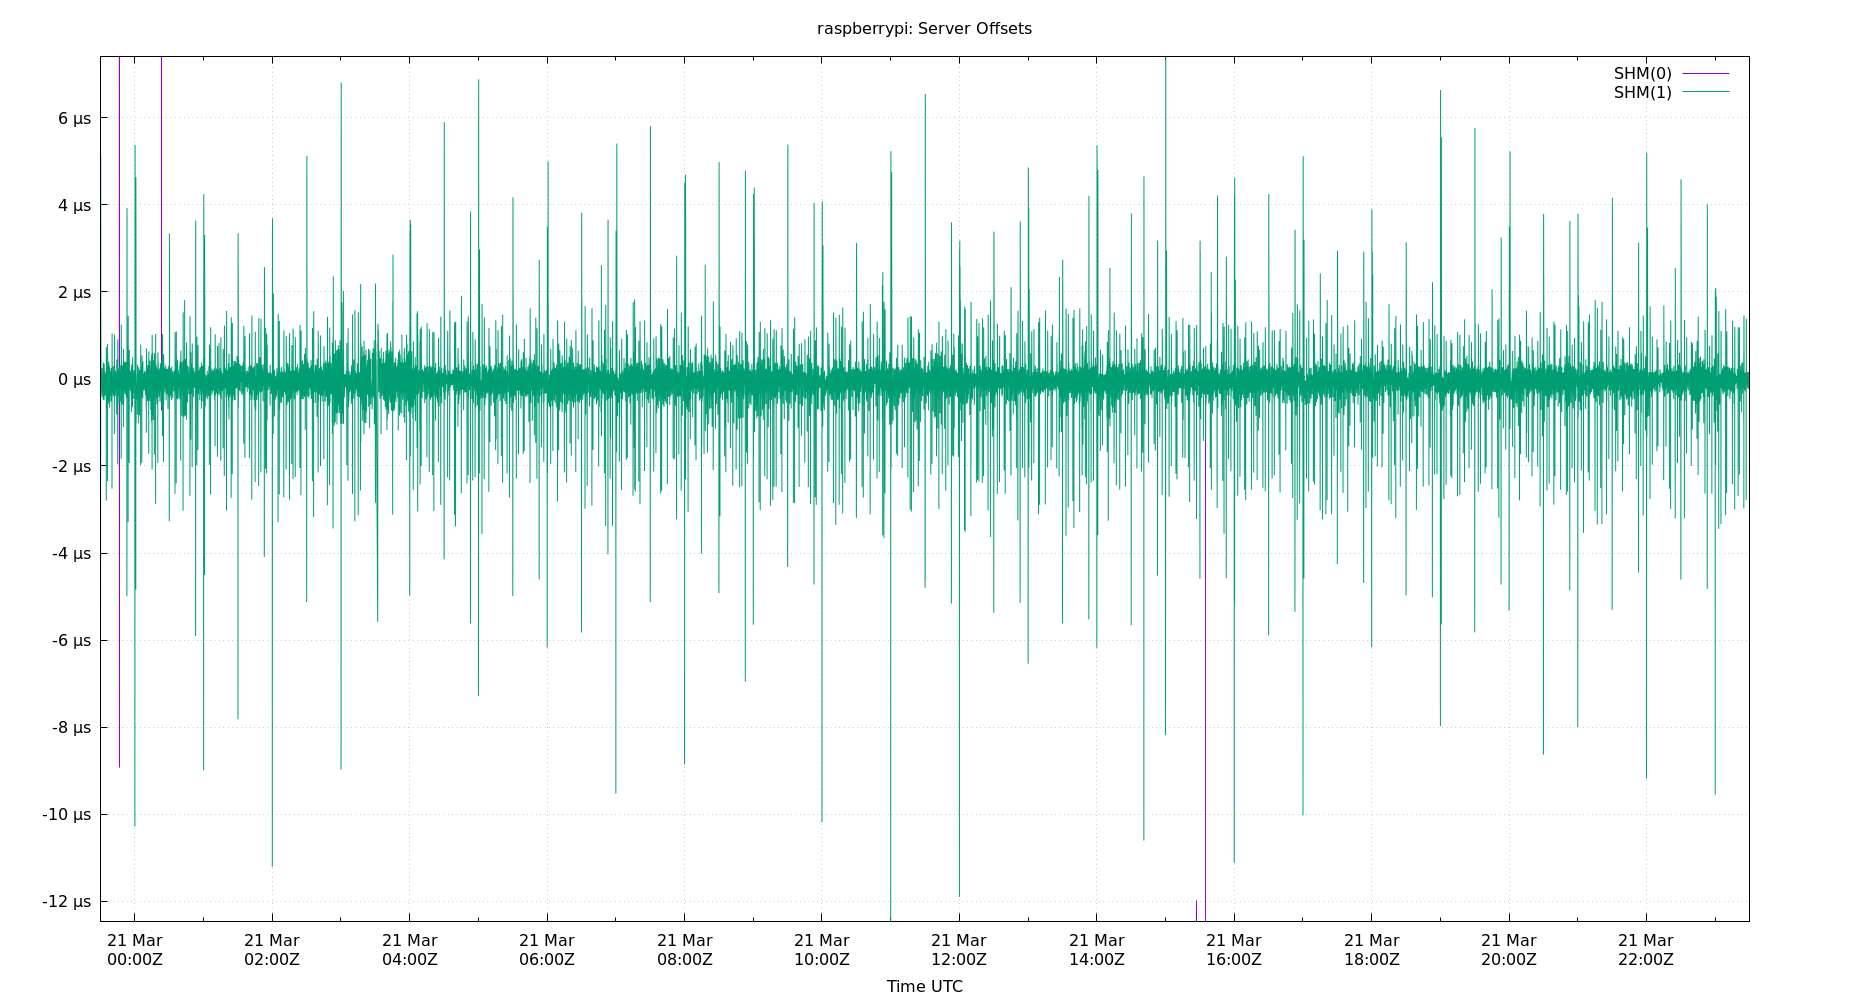 raspberrypi: Server Offsets
SHM(0)
SHM(1)
6 μs
4 μs
2 μs
0 μs
-2 μs
-4 μs
-6 μs
-8 μs
-10 μs
-12 μs
21 Mar 21 Mar 21 Mar 21 Mar 21 Mar 21 Mar 21 Mar 21 Mar 21 Mar 21 Mar 21 Mar 21 Mar
00:00Z 02:00Z 04:00Z 06:00Z 08:00Z 10:00Z 12:00Z 14:00Z 16:00Z 18:00Z 20:00Z 22:00Z
Time UTC